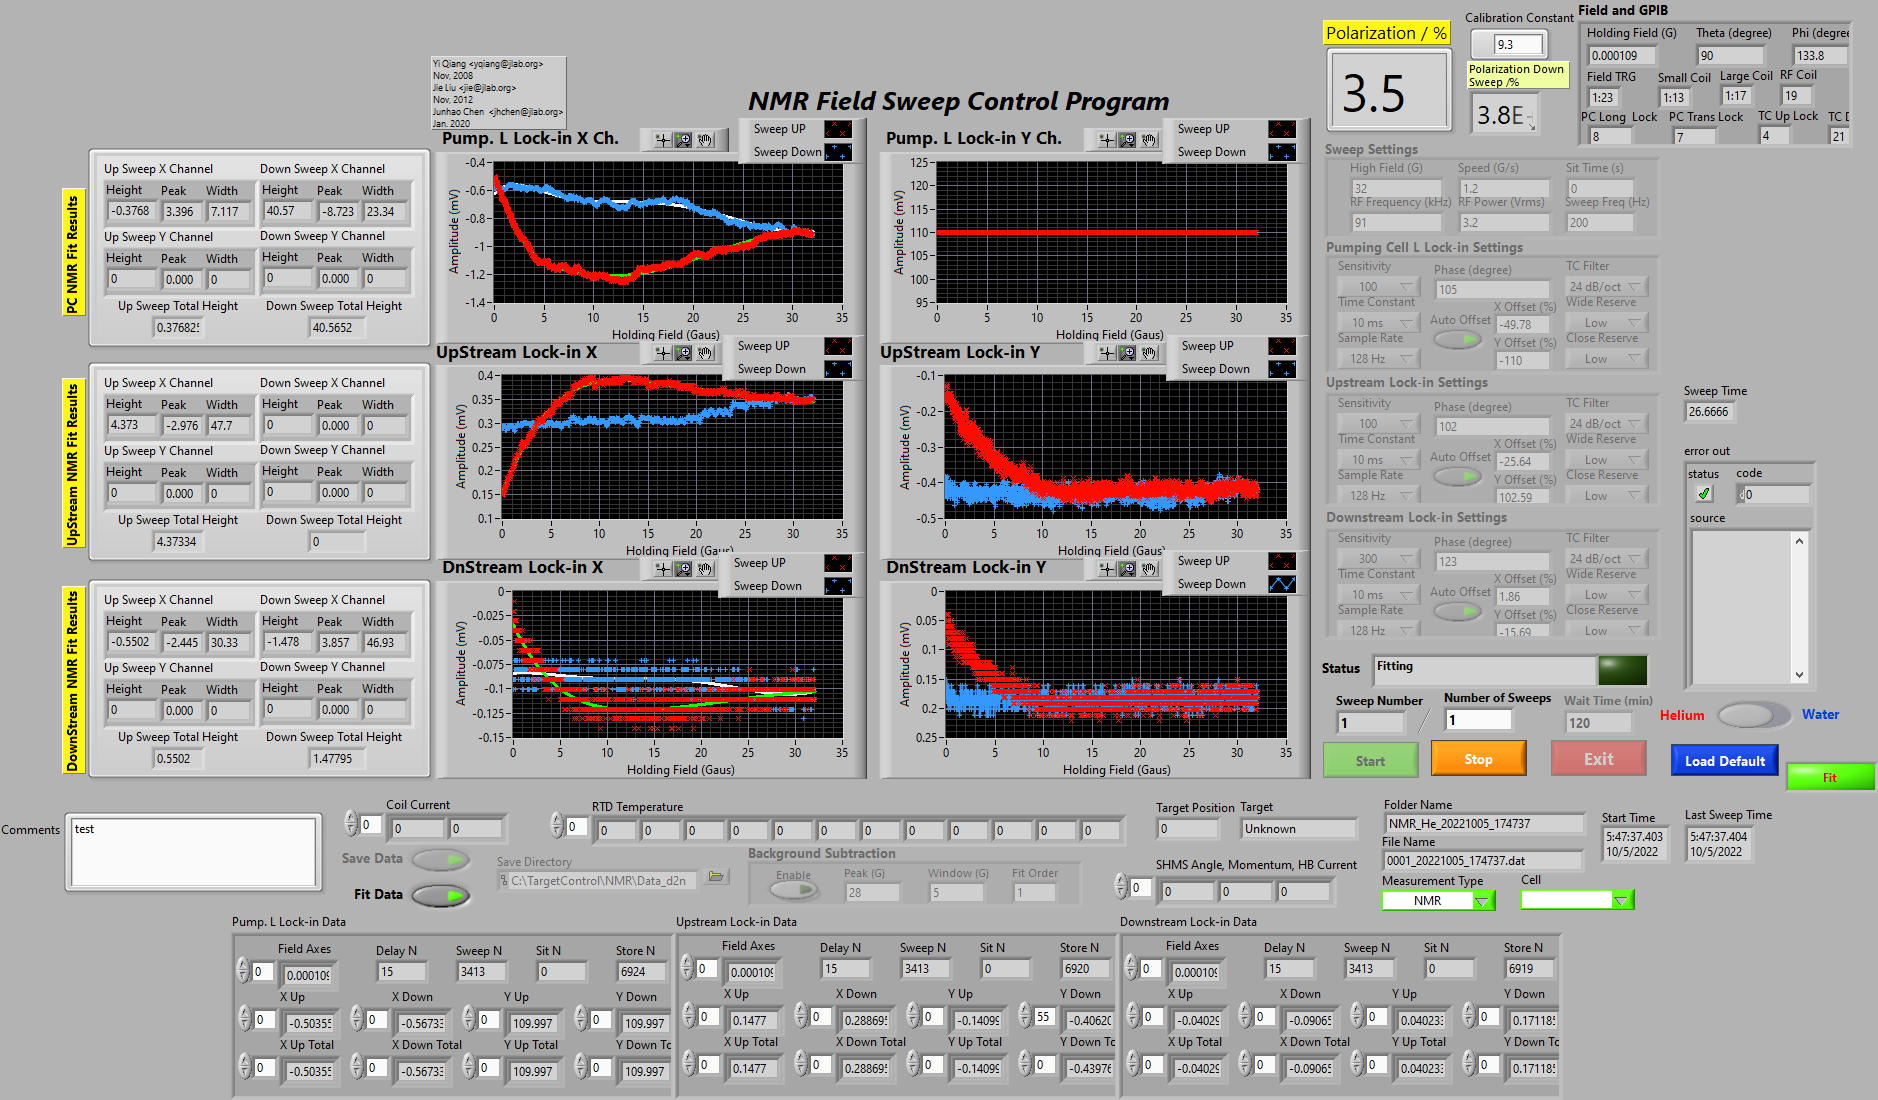 Yi Qiang <yqiang@jlab.org>
Nov, 2008
Jie Liu <jie@jlab.org>
Nov, 2012
Junhao Chen <jhchen@jlab.org>
Jan. 2020
NMR Field Sweep Control Program
Polarization / %
3.5
Calibration Constant
9.3
Polarization Down
Sweep /%
3.8E-
Field and GPIB
Holding Field (G) Theta (degree) Phi (degree
0.000109 90 133.8
Field TRG Small Coil Large Coil RF Coil
1:23 1:13 1:17 19
PC Long Lock PC Trans Lock TC Up Lock TC D
8 7 4 21
PC NMR Fit Results
Up Sweep X Channel Down Sweep X Channel
Height Peak Width Height Peak Width
-0.3768 3.396 7.117 40.57 -8.723 23.34
Up Sweep Y Channel Down Sweep Y Channel
Height Peak Width Height Peak Width
0 0.000 0 0 0.000 0
Up Sweep Total Height Down Sweep Total Height
0.37682 40.5652
Pump. L Lock-in X Ch.
Sweep UP
Sweep Down
Amplitude (mV)
-0.4
-0.6
-0.8
-1
-1.2
-1.4
0 5 10 15 20 25 30 35
Holding Field (Gaus)
Pump. L Lock-in Y Ch.
Sweep UP
Sweep Down
Amplitude (mV)
125
120
115
110
105
100
95
0 5 10 15 20 25 30 35
Holding Field (Gaus)
UpStream NMR Fit Results
Up Sweep X Channel Down Sweep X Channel
Height Peak Width Height Peak Width
4.373 -2.976 47.7 0 0.000 0
Up Sweep Y Channel Down Sweep Y Channel
Height Peak Width Height Peak Width
0 0.000 0 0 0.000 0
Up Sweep Total Height Down Sweep Total Height
4.37334 0
UpStream Lock-in X
Sweep UP
Sweep Down
Amplitude (mV)
0.4
0.35
0.3
0.25
0.2
0.15
0.1
0 5 10 15 20 25 30 35
Holding Field (Gaus)
UpStream Lock-in Y
Sweep UP
Sweep Down
Amplitude (mV)
-0.1
-0.2
-0.3
-0.4
-0.5
0 5 10 15 20 25 30 35
Holding Field (Gaus)
DownStream NMR Fit Results
Up Sweep X Channel Down Sweep X Channel
Height Peak Width Height Peak Width
-0.5502 -2.445 30.33 -1.478 3.857 46.93
Up Sweep Y Channel Down Sweep Y Channel
Height Peak Width Height Peak Width
0 0.000 0 0 0.000 0
Up Sweep Total Height Down Sweep Total Height
0.5502 1.47795
DnStream Lock-in X
Sweep UP
Sweep Down
Amplitude (mV)
0
-0.025
-0.05
-0.075
-0.1
-0.125
-0.15
0 5 10 15 20 25 30 35
Holding Field (Gaus)
DnStream Lock-in Y
Sweep UP
Sweep Down
Amplitude (mV)
0
0.05
0.1
0.15
0.2
0.25
0 5 10 15 20 25 30 35
Holding Field (Gaus)
Sweep Settings
High Field (G) Speed (G/s) Sit Time (s)
32 1.2 0
RF Frequency (kHz) RF Power (Vrms) Sweep Freq (Hz)
91 3.2 200
Pumping Cell L Lock-in Settings
Sensitivity Phase (degree) TC Filter
100 105 24 dB/oct
Time Constant X Offset (%) Wide Reserve
10 ms Auto Offset -49.78 Low
Sample Rate Y Offset (%) Close Reserve
128 Hz -110 Low
Upstream Lock-in Settings
Sensitivity Phase (degree) TC Filter
100 102 24 dB/oct
Time Constant X Offset (%) Wide Reserve
10 ms Auto Offset -25.64 Low
Sample Rate Y Offset (%) Close Reserve
128 Hz 102.59 Low
Downstream Lock-in Settings
Sensitivity Phase (degree) TC Filter
300 123 24 dB/oct
Time Constant X Offset (%) Wide Reserve
10 ms Auto Offset 1.86 Low
Sample Rate Y Offset (%) Close Reserve
128 Hz -15.69 Low
Sweep Time
26.6666
error out
status code
0
source
Status Fitting
Sweep Number Number of Sweeps Wait Time (min)
1 / 1 120
Helium Water
Start Stop Exit Load Default Fit
Comments test
Coil Current
0 0 0
Save Data
Fit Data
RTD Temperature
0 0 0 0 0 0 0 0 0 0 0 0 0
Save Directory
C:\TargetControl\NMR\Data_d2n
Background Subtraction
Enable Peak (G) Window (G) Fit Order
28 5 1
Target Position Target
0 Unknown
SHMS Angle, Momentum, HB Current
0 0 0 0
Folder Name
NMR_He_20221005_174737
File Name
0001_20221005_174737.dat
Measurement Type Cell
NMR
Start Time Last Sweep Time
5:47:37.403 5:47:37.404
10/5/2022 10/5/2022
Pump. L Lock-in Data
Field Axes Delay N Sweep N Sit N Store N
0 0.000109 15 3413 0 6924
X Up X Down Y Up Y Down
0 -0.50355 0 -0.56733 0 109.997 0 109.997
X Up Total X Down Total Y Up Total Y Down To
0 -0.50355 0 -0.56733 0 109.997 0 109.997
Upstream Lock-in Data
Field Axes Delay N Sweep N Sit N Store N
0 0.000109 15 3413 0 6920
X Up X Down Y Up Y Down
0 0.1477 0 0.288695 0 -0.14099 55 -0.40620
X Up Total X Down Total Y Up Total Y Down To
0 0.1477 0 0.288695 0 -0.14099 0 -0.43976
Downstream Lock-in Data
Field Axes Delay N Sweep N Sit N Store N
0 0.000109 15 3413 0 6919
X Up X Down Y Up Y Down
0 -0.04029 0 -0.09065 0 0.040233 0 0.171185
X Up Total X Down Total Y Up Total Y Down To
0 -0.04029 0 -0.09065 0 0.040233 0 0.171185